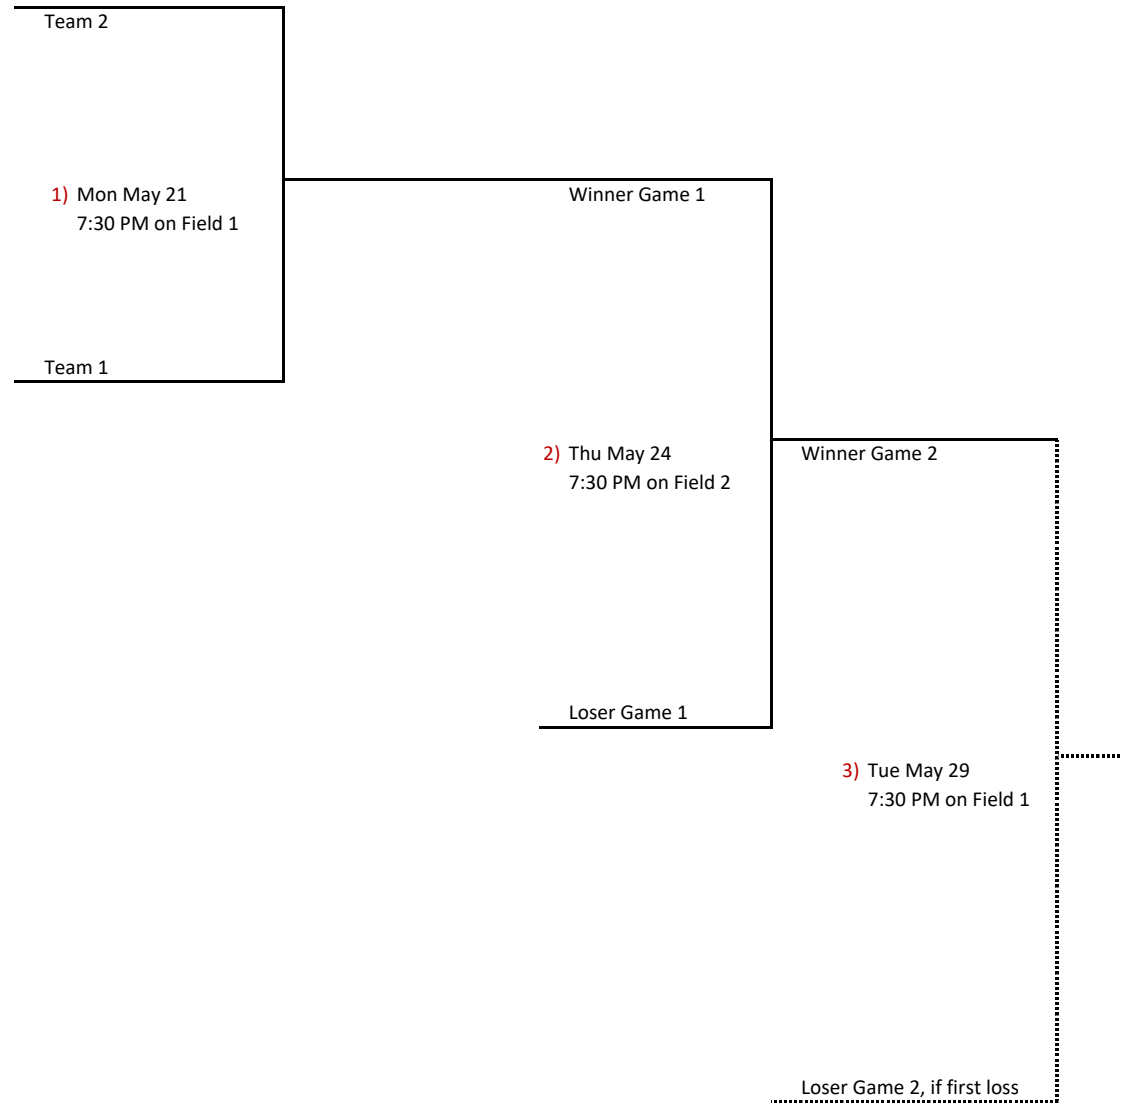 Team 2
1) Mon May 21
7:30 PM on Field 1
Winner Game 1
Team 1
2) Thu May 24
7:30 PM on Field 2
Winner Game 2
Loser Game 1
3) Tue May 29
7:30 PM on Field 1
Loser Game 2, if first loss